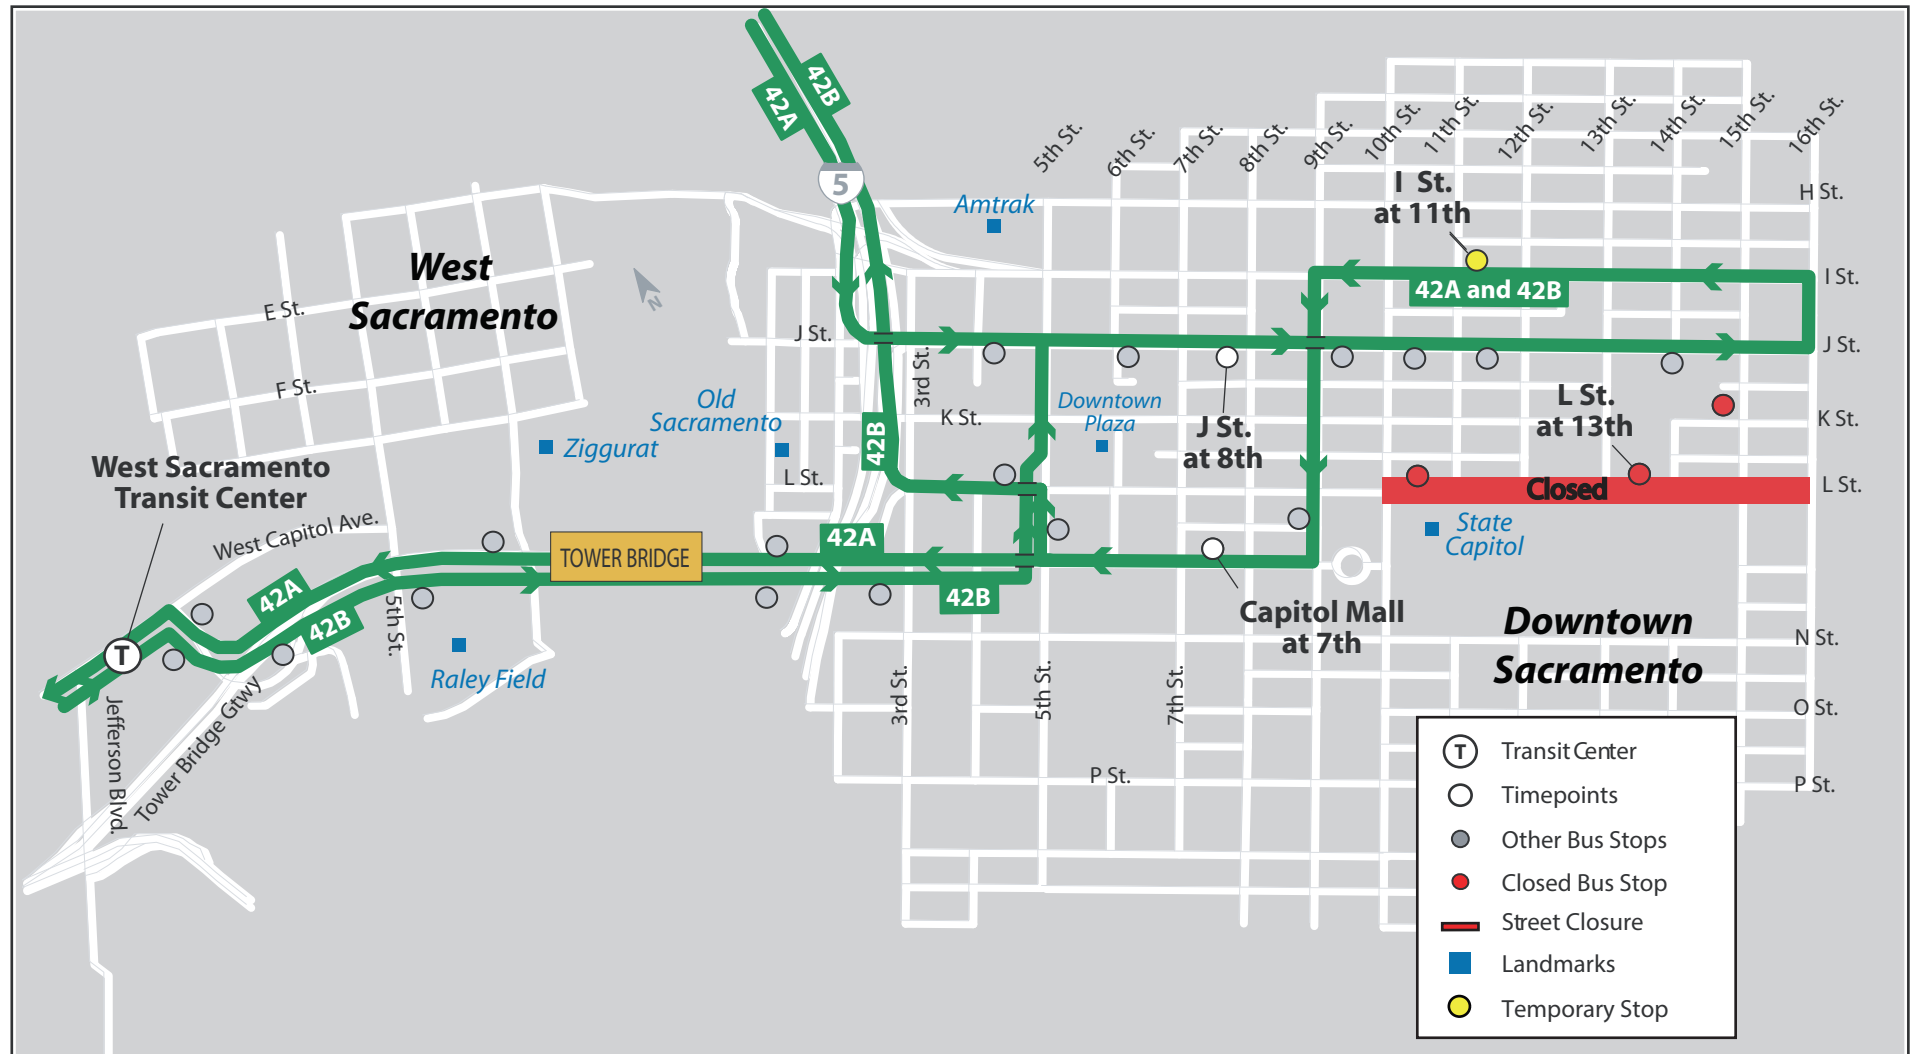 42B
42A
5
5th St.
6th St.
7th St.
8th St.
9th St.
10th St.
11th St.
12th St.
13th St.
14th St.
15th St.
16th St.
H St.
I St.
at 11th
Amtrak
West
Sacramento
N
42A and 42B
I St.
E St.
J St.
J St.
3rd St.
F St.
Old
Sacramento
K St.
Downtown
Plaza
J St.
at 8th
L St.
at 13th
K St.
42B
Ziggurat
West Sacramento
Transit Center
L St.
Closed
L St.
West Capitol Ave.
State
Capitol
TOWER BRIDGE
42A
42A
42B
42B
5th St.
T
Capitol Mall
at 7th
Downtown
Sacramento
N St.
Raley Field
Jefferson Blvd.
Tower Bridge Gtwy
3rd St.
5th St.
7th St.
O St.
P St.
P St.
T Transit Center
Timepoints
Other Bus Stops
Closed Bus Stop
Street Closure
Landmarks
Temporary Stop